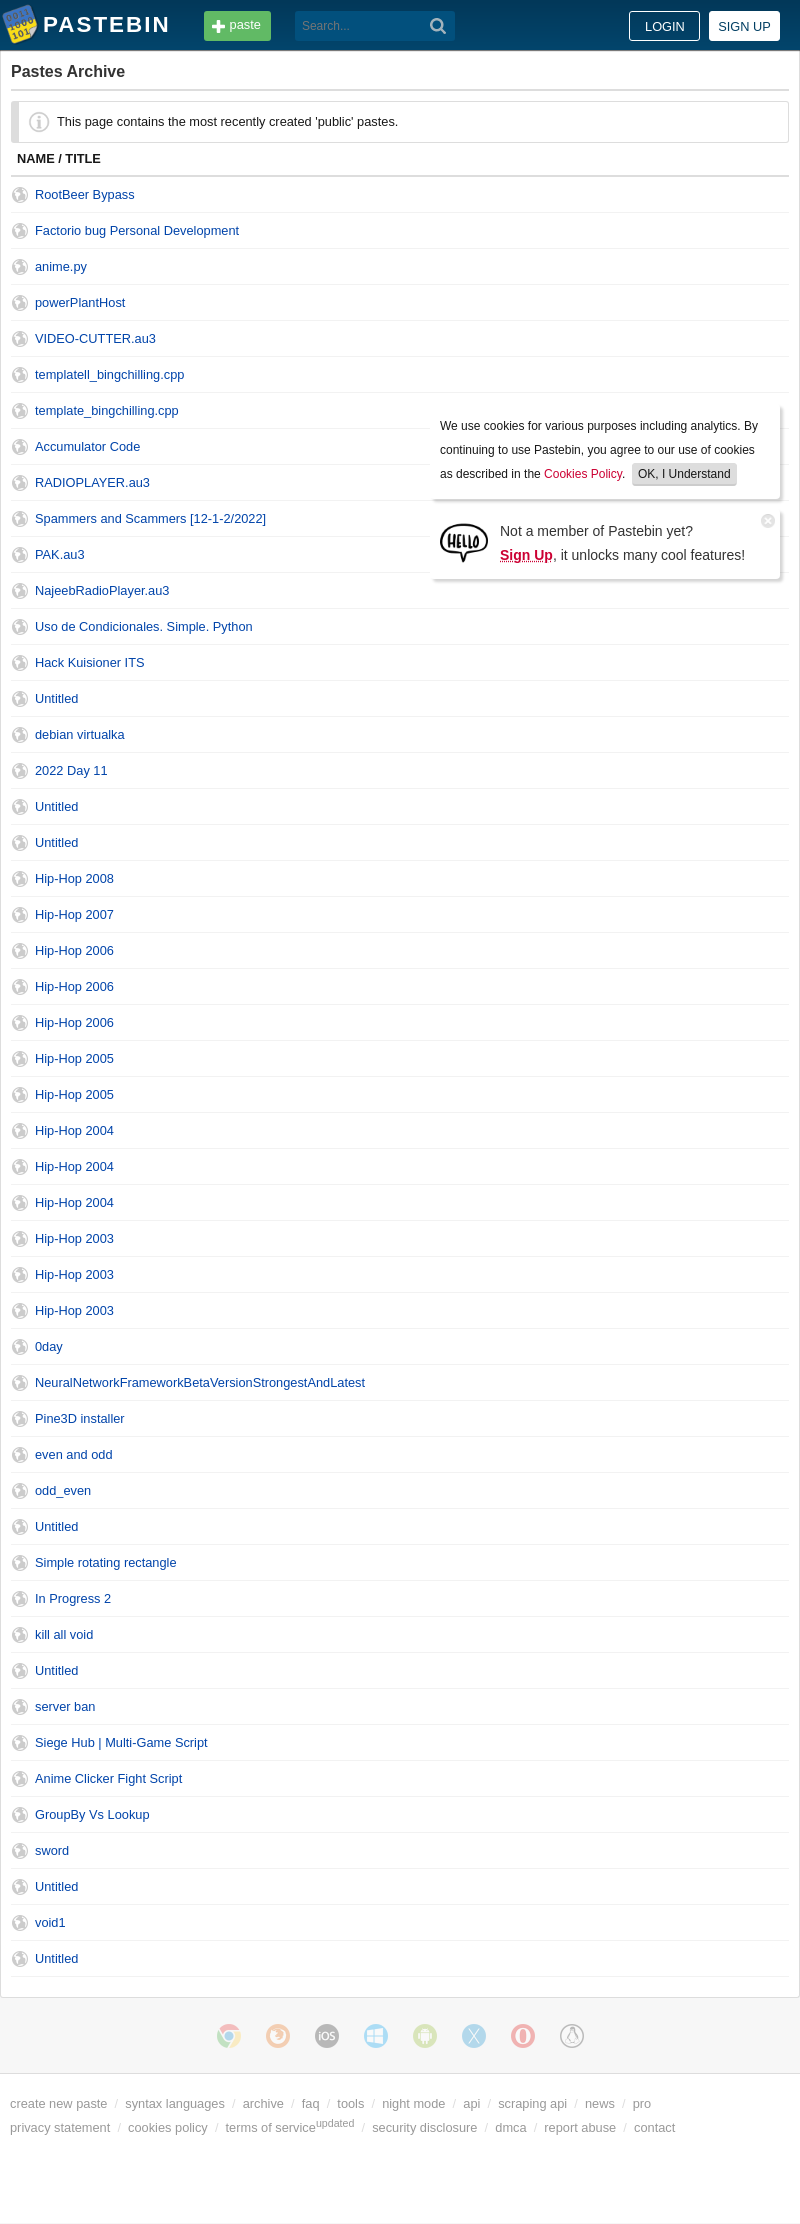 PASTEBIN
paste
Search...
LOGIN
SIGN UP
Pastes Archive
This page contains the most recently created 'public' pastes.
NAME / TITLE
RootBeer Bypass
Factorio bug Personal Development
anime.py
powerPlantHost
VIDEO-CUTTER.au3
templatell_bingchilling.cpp
template_bingchilling.cpp
Accumulator Code
RADIOPLAYER.au3
Spammers and Scammers [12-1-2/2022]
PAK.au3
NajeebRadioPlayer.au3
We use cookies for various purposes including analytics. By
continuing to use Pastebin, you agree to our use of cookies
as described in the Cookies Policy. OK, I Understand
HELLO
Not a member of Pastebin yet?
Sign Up, it unlocks many cool features!
Uso de Condicionales. Simple. Python
Hack Kuisioner ITS
Untitled
debian virtualka
2022 Day 11
Untitled
Untitled
Hip-Hop 2008
Hip-Hop 2007
Hip-Hop 2006
Hip-Hop 2006
Hip-Hop 2006
Hip-Hop 2005
Hip-Hop 2005
Hip-Hop 2004
Hip-Hop 2004
Hip-Hop 2004
Hip-Hop 2003
Hip-Hop 2003
Hip-Hop 2003
0day
NeuralNetworkFrameworkBetaVersionStrongestAndLatest
Pine3D installer
even and odd
odd_even
Untitled
Simple rotating rectangle
In Progress 2
kill all void
Untitled
server ban
Siege Hub | Multi-Game Script
Anime Clicker Fight Script
GroupBy Vs Lookup
sword
Untitled
void1
Untitled
iOS
create new paste / syntax languages / archive / faq / tools / night mode / api / scraping api / news / pro
privacy statement / cookies policy / terms of service updated / security disclosure / dmca / report abuse / contact